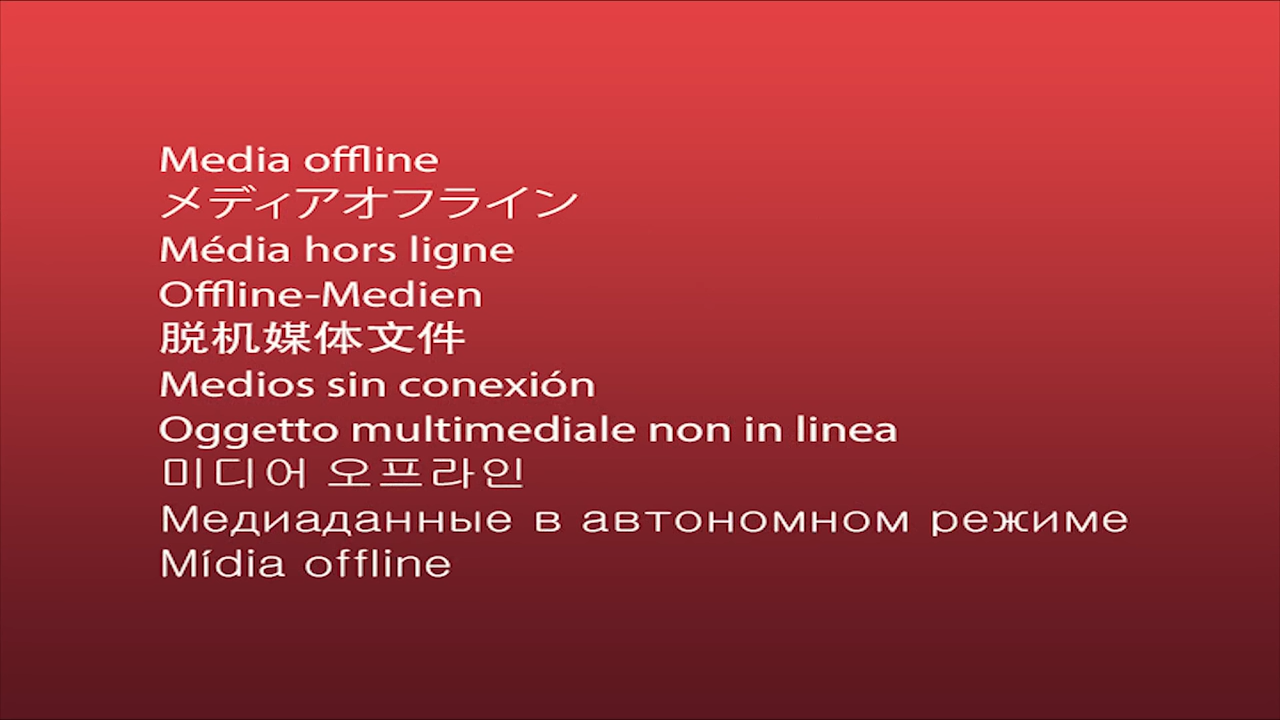 Media offline
メディアオフライン
Média hors ligne
Offline-Medien
脱机媒体文件
Medios sin conexión
Oggetto multimediale non in linea
미디어 오프라인
Медиаданные в автономном режиме
Mídia offline